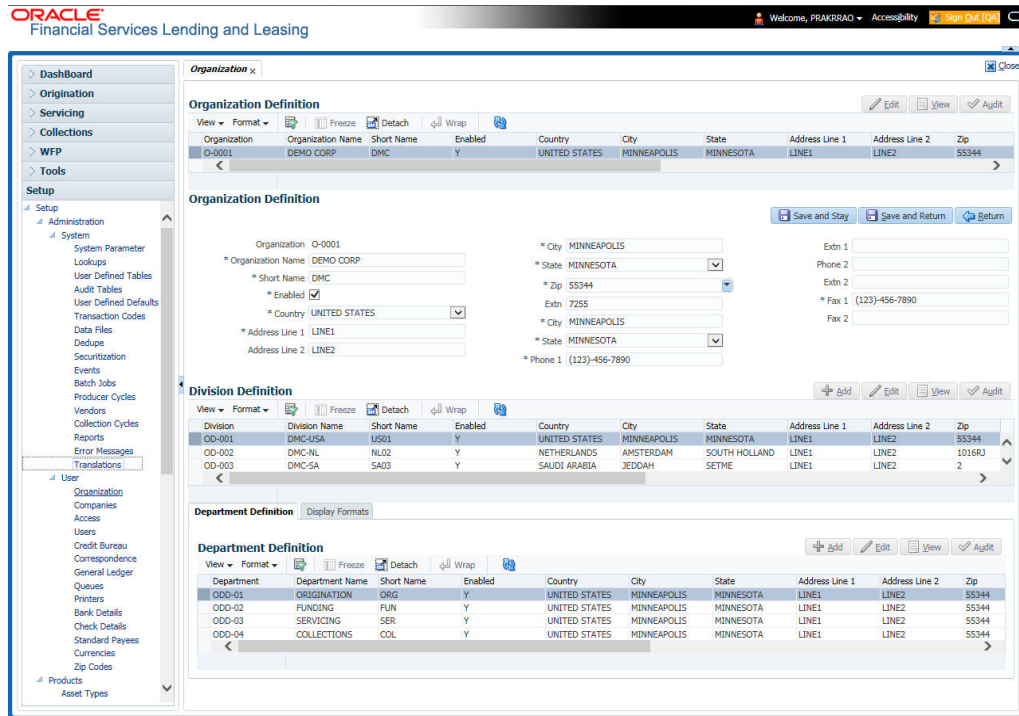 ORACLE
Financial Services Lending and Leasing
Welcome, PRAKRRAO Accessibility Sign Out [QA]
Close
DashBoard
Origination
Servicing
Collections
WFP
Tools
Setup
Setup
Administration
System
System Parameter
Lookups
User Defined Tables
Audit Tables
User Defined Defaults
Transaction Codes
Data Files
Dedupe
Securitization
Events
Batch Jobs
Producer Cycles
Vendors
Collection Cycles
Reports
Error Messages
Translations
User
Organization
Companies
Access
Users
Credit Bureau
Correspondence
General Ledger
Queues
Printers
Bank Details
Check Details
Standard Payees
Currencies
Zip Codes
Products
Asset Types
Organization x
Organization Definition
Edit View Audit
View Format Freeze Detach Wrap
Organization Organization Name Short Name Enabled Country City State Address Line 1 Address Line 2 Zip
O-0001 DEMO CORP DMC Y UNITED STATES MINNEAPOLIS MINNESOTA LINE1 LINE2 55344
Organization Definition
Save and Stay Save and Return Return
Organization O-0001
* Organization Name DEMO CORP
* Short Name DMC
* Enabled
* Country UNITED STATES
* Address Line 1 LINE1
Address Line 2 LINE2
* City MINNEAPOLIS
* State MINNESOTA
* Zip 55344
Extn 7255
* City MINNEAPOLIS
* State MINNESOTA
* Phone 1 (123)-456-7890
Extn 1
Phone 2
Extn 2
* Fax 1 (123)-456-7890
Fax 2
Division Definition
Add Edit View Audit
View Format Freeze Detach Wrap
Division Division Name Short Name Enabled Country City State Address Line 1 Address Line 2 Zip
OD-001 DMC-USA US01 Y UNITED STATES MINNEAPOLIS MINNESOTA LINE1 LINE2 55344
OD-002 DMC-NL NL02 Y NETHERLANDS AMSTERDAM SOUTH HOLLAND LINE1 LINE2 1016RJ
OD-003 DMC-SA SA03 Y SAUDI ARABIA JEDDAH SETME LINE1 LINE2 2
Department Definition Display Formats
Department Definition
Add Edit View Audit
View Format Freeze Detach Wrap
Department Department Name Short Name Enabled Country City State Address Line 1 Address Line 2 Zip
ODD-01 ORIGINATION ORG Y UNITED STATES MINNEAPOLIS MINNESOTA LINE1 LINE2 55344
ODD-02 FUNDING FUN Y UNITED STATES MINNEAPOLIS MINNESOTA LINE1 LINE2 55344
ODD-03 SERVICING SER Y UNITED STATES MINNEAPOLIS MINNESOTA LINE1 LINE2 55344
ODD-04 COLLECTIONS COL Y UNITED STATES MINNEAPOLIS MINNESOTA LINE1 LINE2 55344